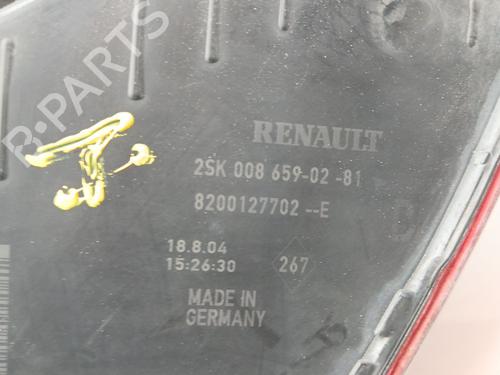 B-PARTS
RENAULT
2SK 008 659-02-81
8200127702--E
18.8.04
15:26:30
267
MADE IN
GERMANY